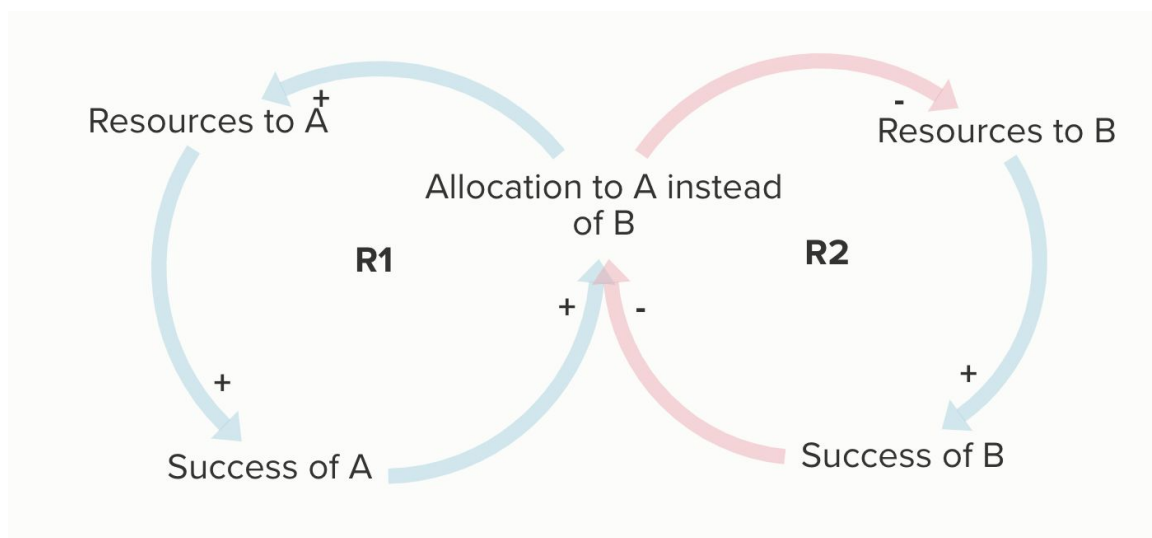 +
-
Resources to A
Resources to B
Allocation to A instead
of B
R1
R2
+
-
+
+
Success of A
Success of B